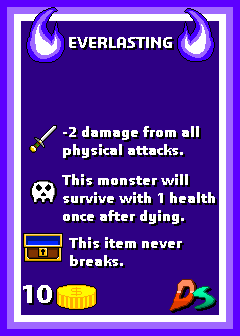 EVERLASTING
-2 damage from all
physical attacks.
This monster will
survive with 1 health
once after dying.
This item never
breaks.
10
DS